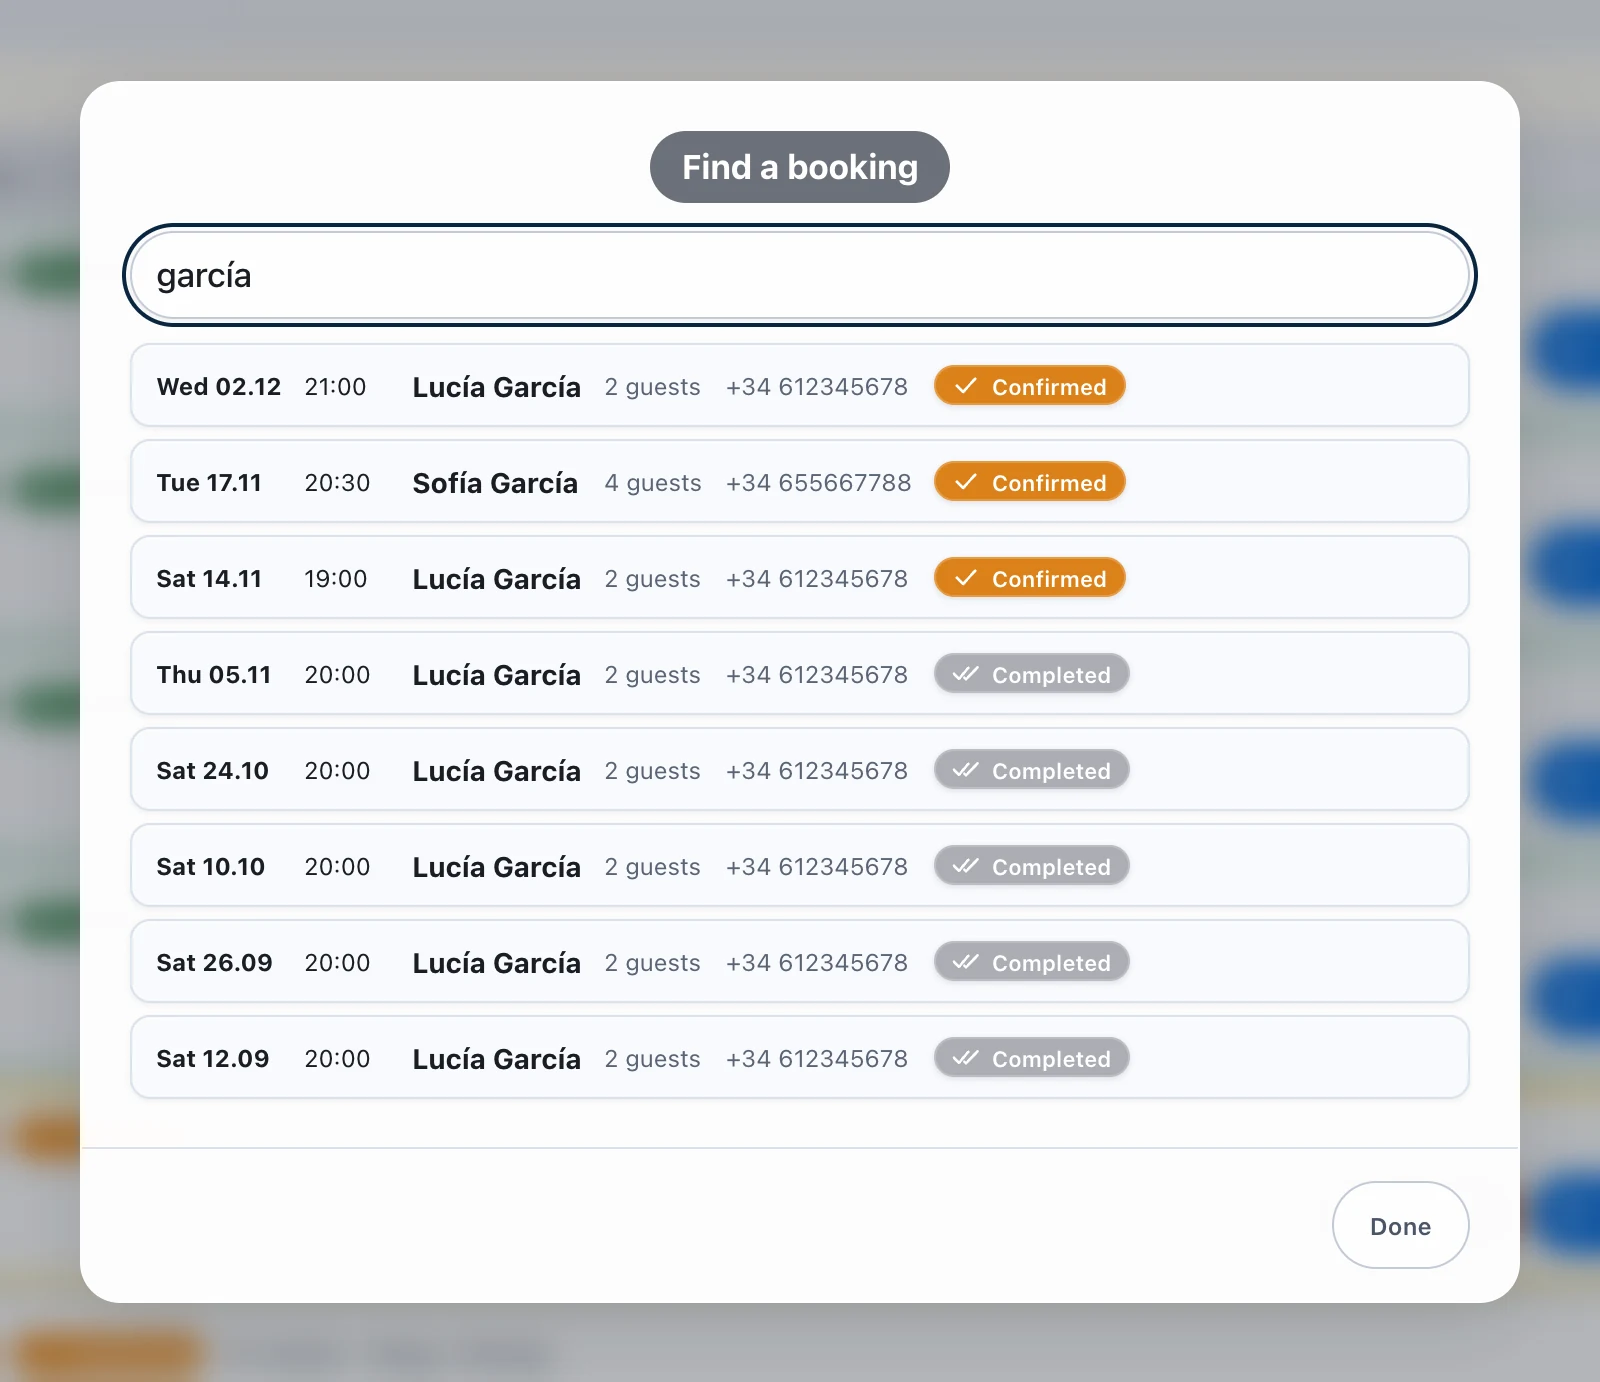 Find a booking
garcía
Wed 02.12 21:00 Lucía García 2 guests +34 612345678 Confirmed
Tue 17.11 20:30 Sofía García 4 guests +34 655667788 Confirmed
Sat 14.11 19:00 Lucía García 2 guests +34 612345678 Confirmed
Thu 05.11 20:00 Lucía García 2 guests +34 612345678 Completed
Sat 24.10 20:00 Lucía García 2 guests +34 612345678 Completed
Sat 10.10 20:00 Lucía García 2 guests +34 612345678 Completed
Sat 26.09 20:00 Lucía García 2 guests +34 612345678 Completed
Sat 12.09 20:00 Lucía García 2 guests +34 612345678 Completed
Done